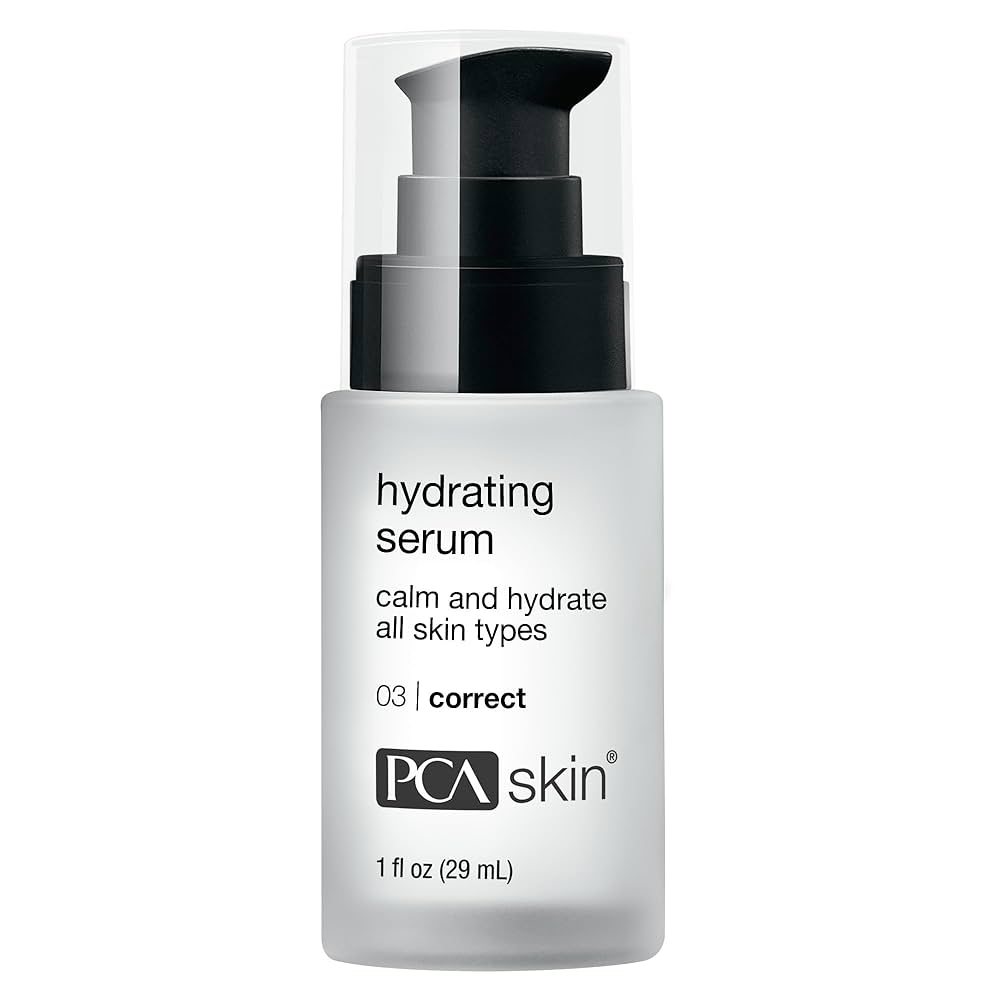 hydrating
serum
calm and hydrate
all skin types
03 | correct
PCA skin®
1 fl oz (29 mL)